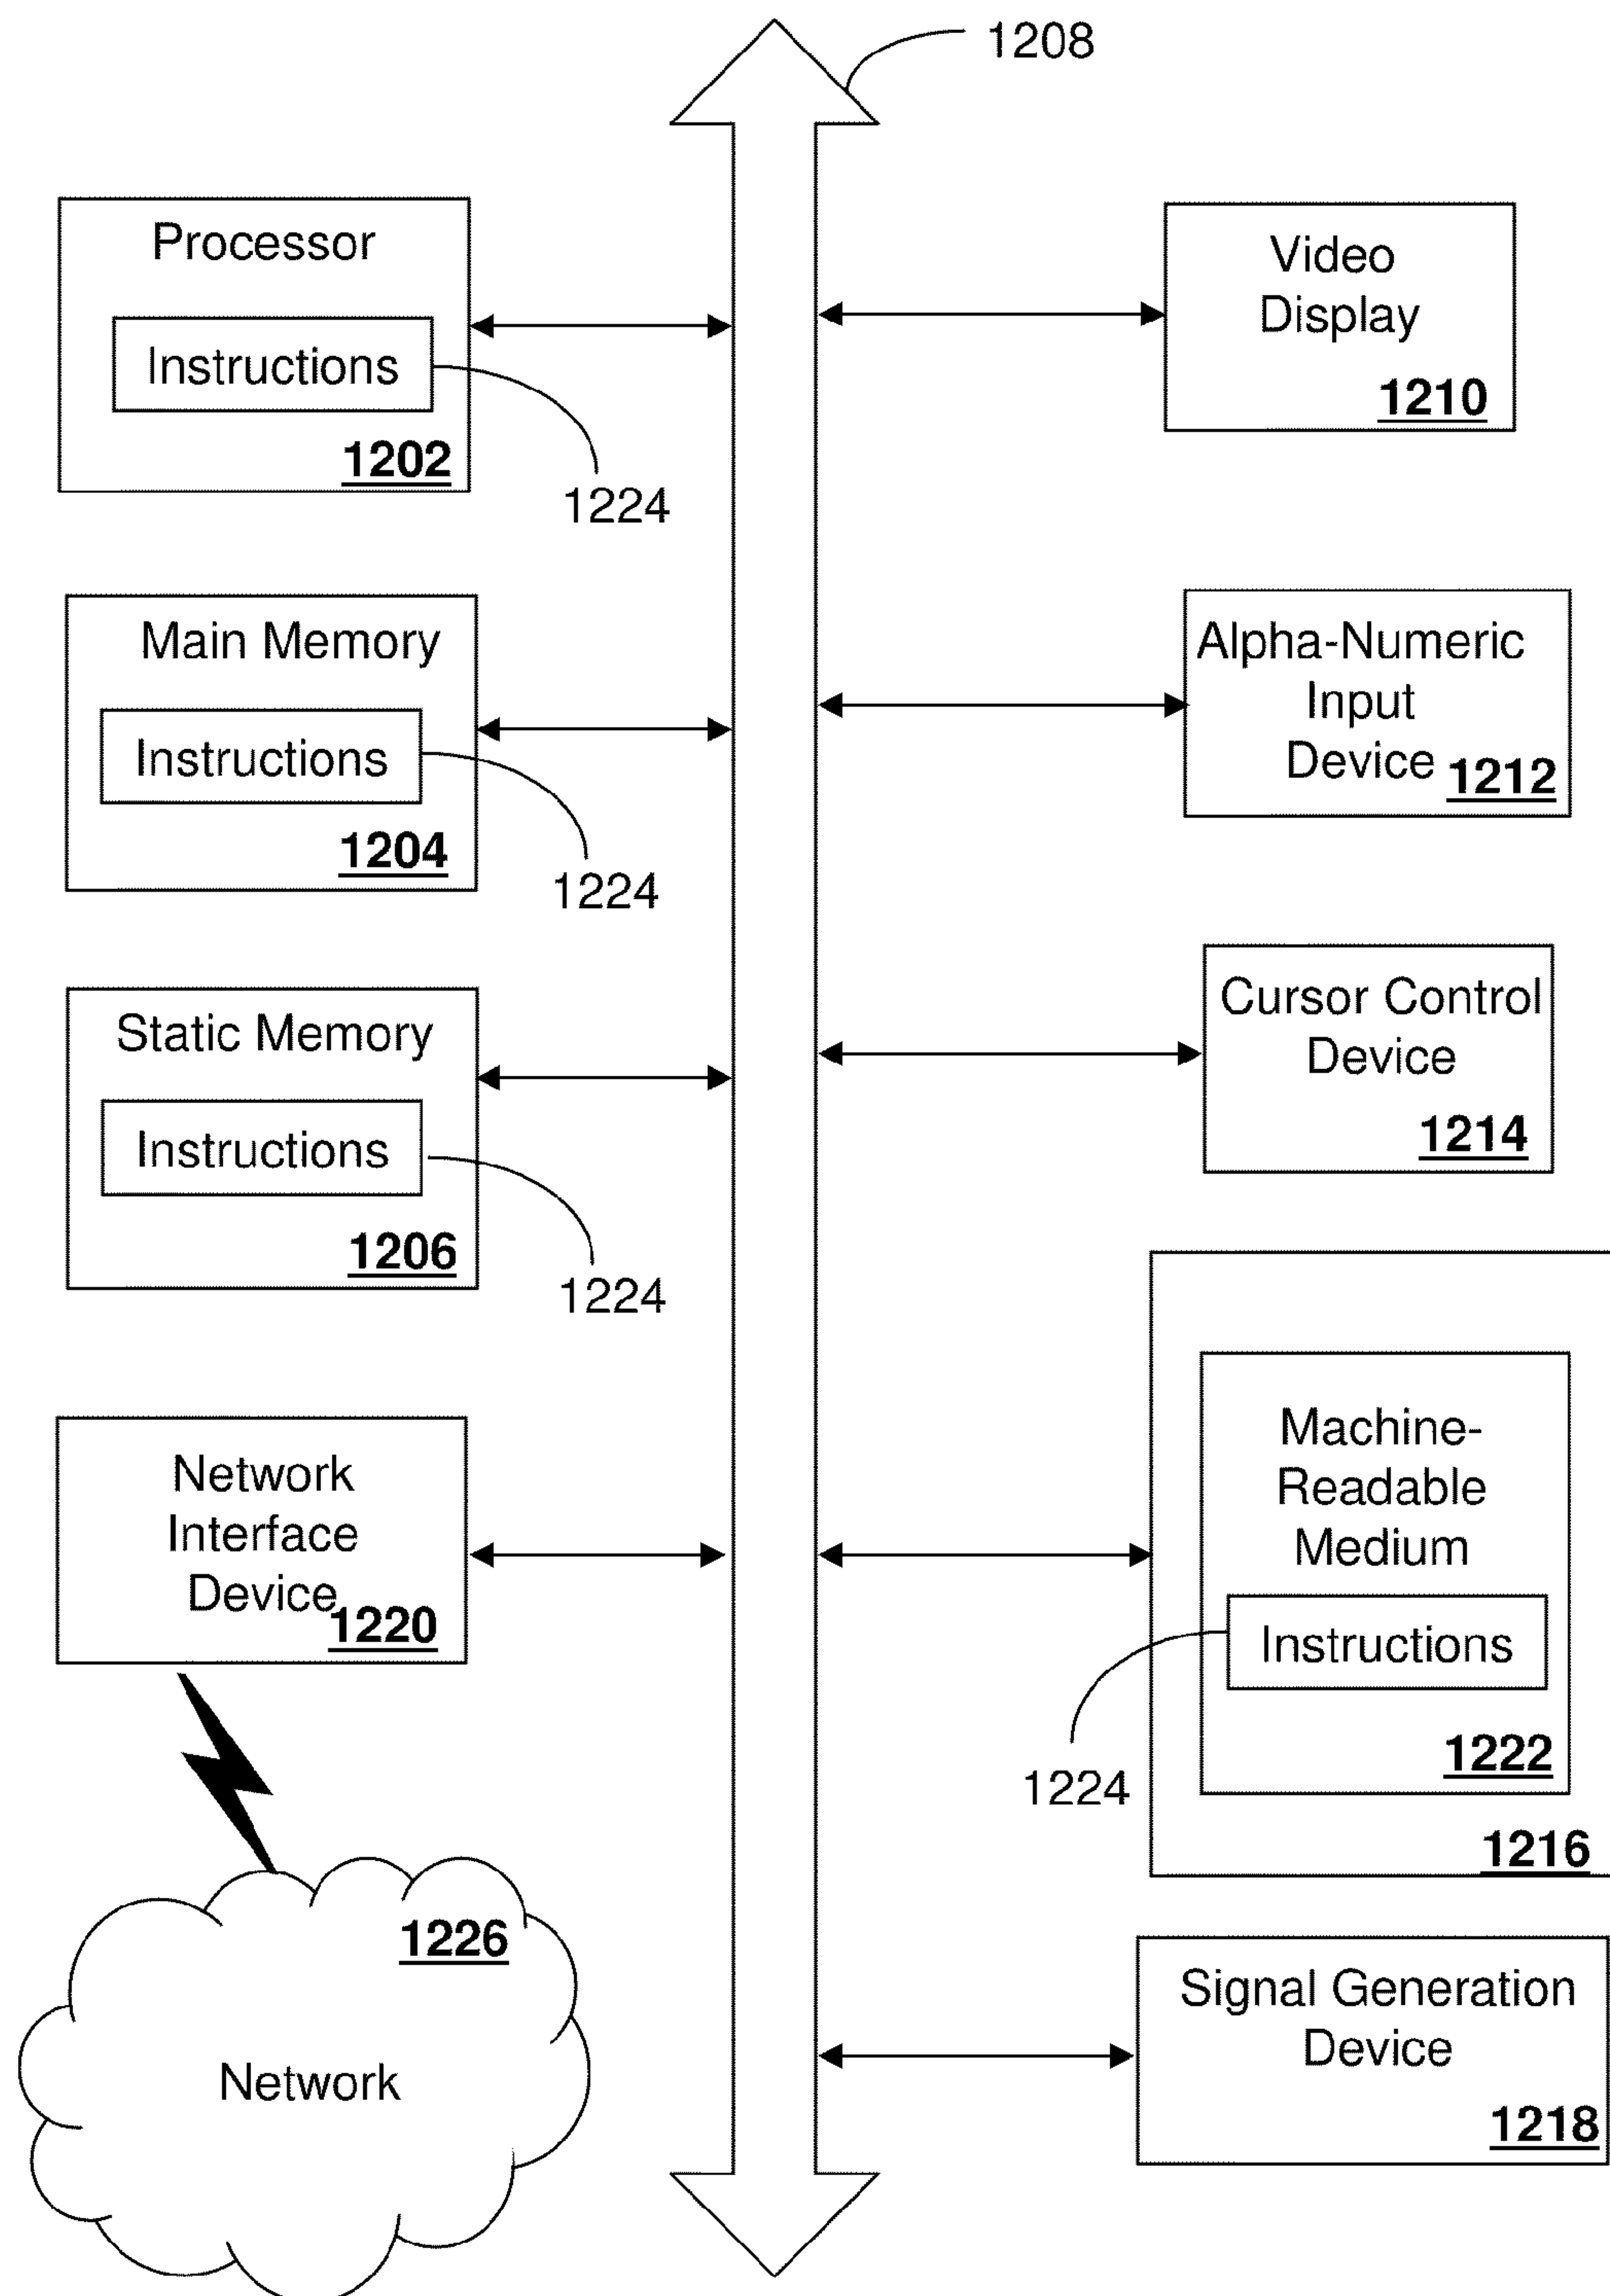 1208
Processor
Instructions
1202
1224
Main Memory
Instructions
1204
1224
Static Memory
Instructions
1206
1224
Network
Interface
Device
1220
1226
Network
Video
Display
1210
Alpha-Numeric
Input
Device 1212
Cursor Control
Device
1214
Machine-
Readable
Medium
Instructions
1222
1224
1216
Signal Generation
Device
1218